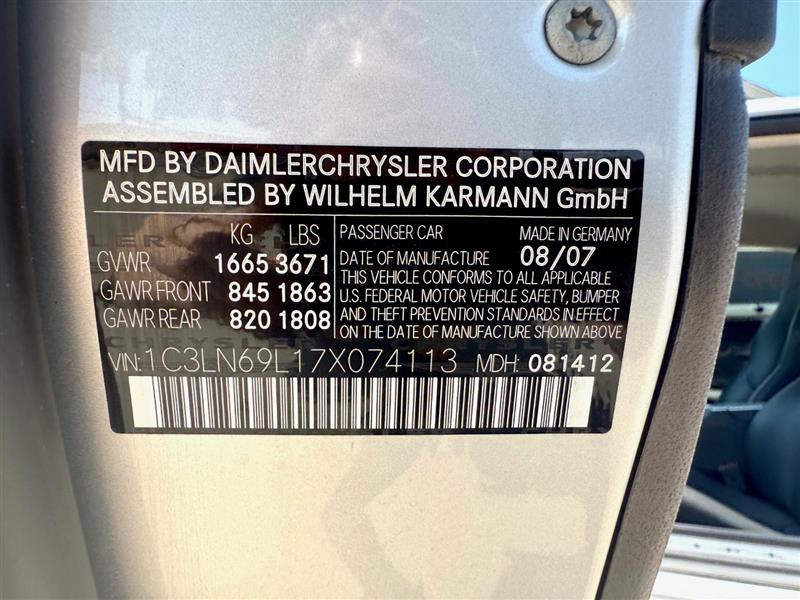 MFD BY DAIMLERCHRYSLER CORPORATION
ASSEMBLED BY WILHELM KARMANN GmbH
KG LBS
GVWR 1665 3671
GAWR FRONT 845 1863
GAWR REAR 820 1808
PASSENGER CAR MADE IN GERMANY
DATE OF MANUFACTURE 08/07
THIS VEHICLE CONFORMS TO ALL APPLICABLE
U.S. FEDERAL MOTOR VEHICLE SAFETY, BUMPER
AND THEFT PREVENTION STANDARDS IN EFFECT
ON THE DATE OF MANUFACTURE SHOWN ABOVE
VIN: 1C3LN69L17X074113 MDH: 081412